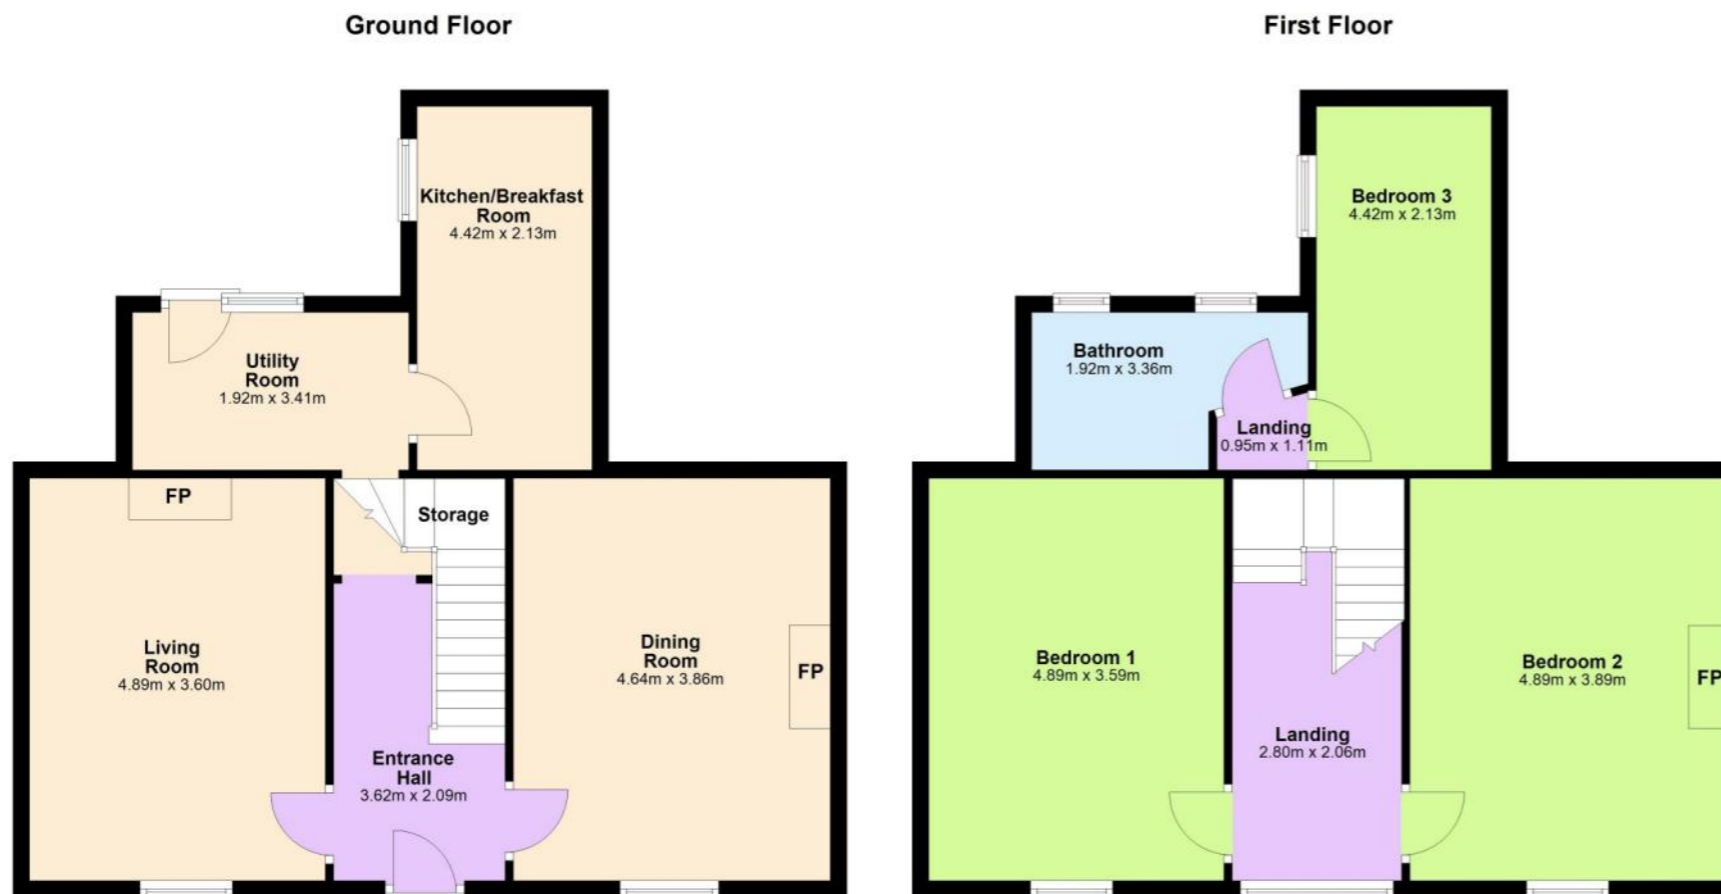 Ground Floor
Kitchen/Breakfast
Room
4.42m x 2.13m
Utility
Room
1.92m x 3.41m
FP
Storage
Living
Room
4.89m x 3.60m
Dining
Room
4.64m x 3.86m
FP
Entrance
Hall
3.62m x 2.09m
First Floor
Bedroom 3
4.42m x 2.13m
Bathroom
1.92m x 3.36m
Landing
0.95m x 1.11m
Bedroom 1
4.89m x 3.59m
Bedroom 2
4.89m x 3.89m
FP
Landing
2.80m x 2.06m